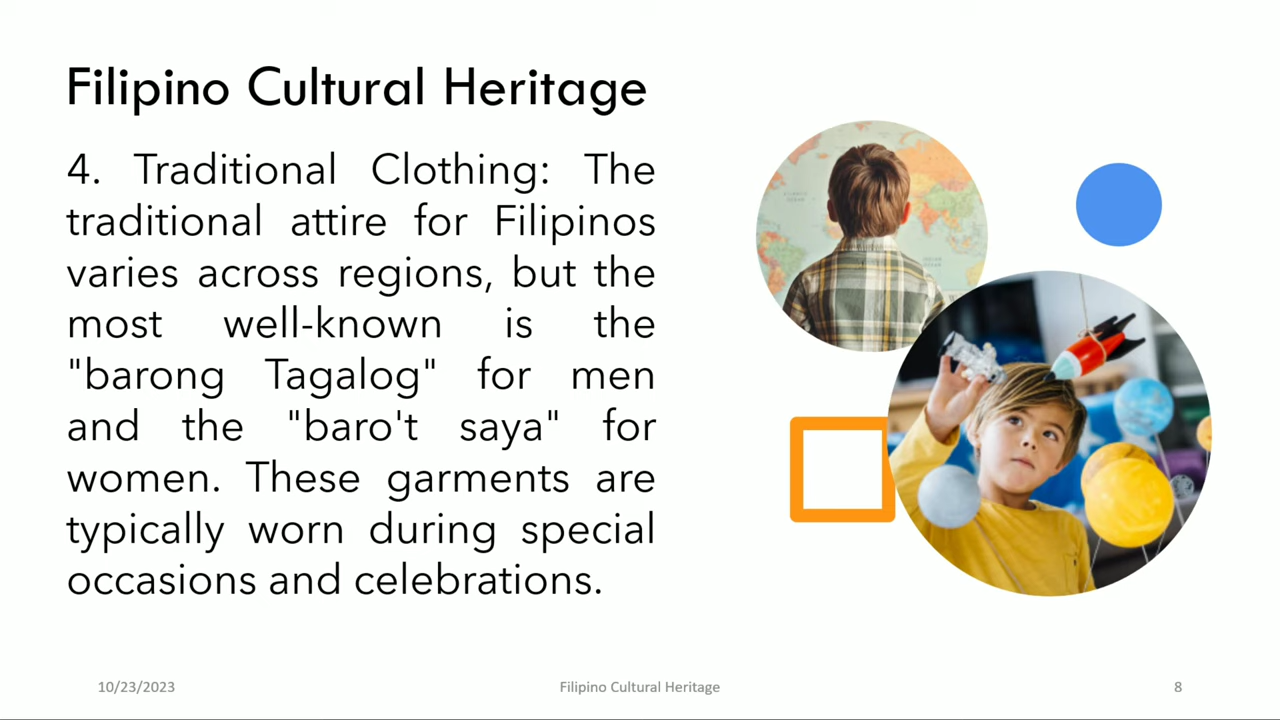 Filipino Cultural Heritage
4. Traditional Clothing: The
traditional attire for Filipinos
varies across regions, but the
most well-known is the
"barong Tagalog" for men
and the "baro't saya" for
women. These garments are
typically worn during special
occasions and celebrations.
10/23/2023
Filipino Cultural Heritage
8